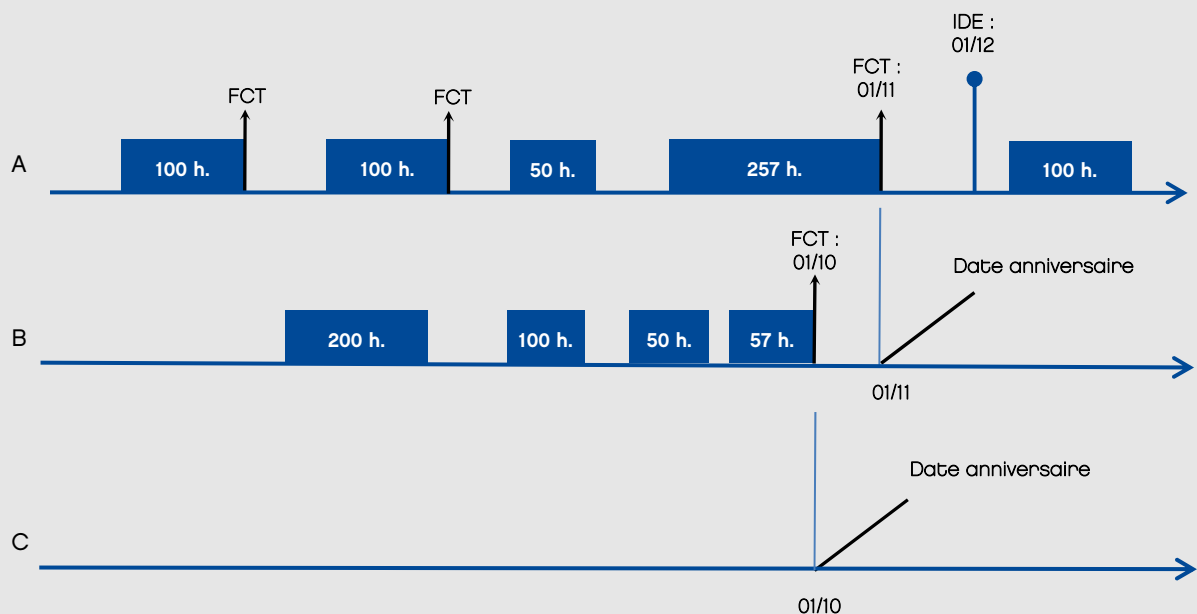 IDE :
01/12
FCT
FCT
FCT :
01/11
A
100 h.
100 h.
50 h.
257 h.
100 h.
FCT :
01/10
Date anniversaire
B
200 h.
100 h.
50 h.
57 h.
01/11
Date anniversaire
C
01/10